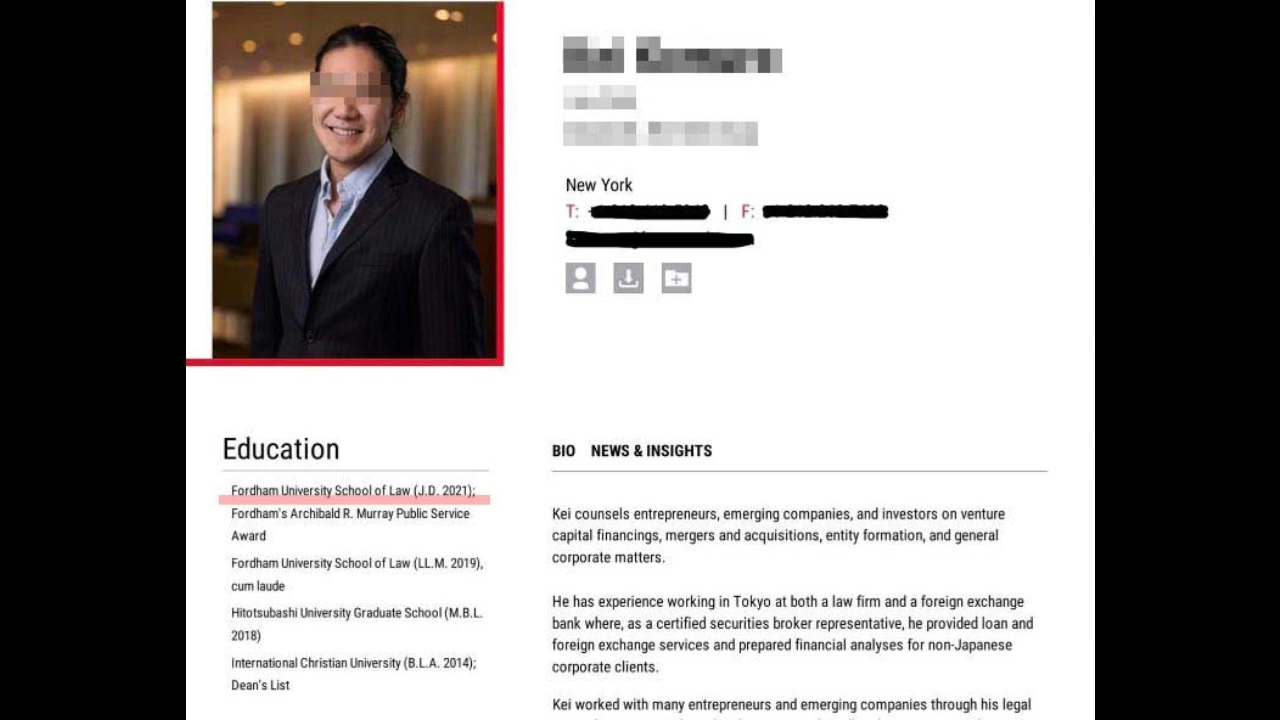 New York
T: | F:
Education
Fordham University School of Law (J.D. 2021);
Fordham's Archibald R. Murray Public Service
Award
Fordham University School of Law (LL.M. 2019),
cum laude
Hitotsubashi University Graduate School (M.B.L.
2018)
International Christian University (B.L.A. 2014);
Dean's List
BIO NEWS & INSIGHTS
Kei counsels entrepreneurs, emerging companies, and investors on venture
capital financings, mergers and acquisitions, entity formation, and general
corporate matters.
He has experience working in Tokyo at both a law firm and a foreign exchange
bank where, as a certified securities broker representative, he provided loan and
foreign exchange services and prepared financial analyses for non-Japanese
corporate clients.
Kei worked with many entrepreneurs and emerging companies through his legal